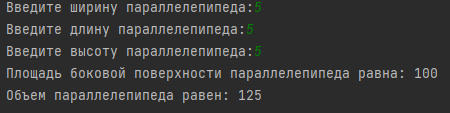 Введите ширину параллелепипеда:5
Введите длину параллелепипеда:5
Введите высоту параллелепипеда:5
Площадь боковой поверхности параллелепипеда равна: 100
Объем параллелепипеда равен: 125